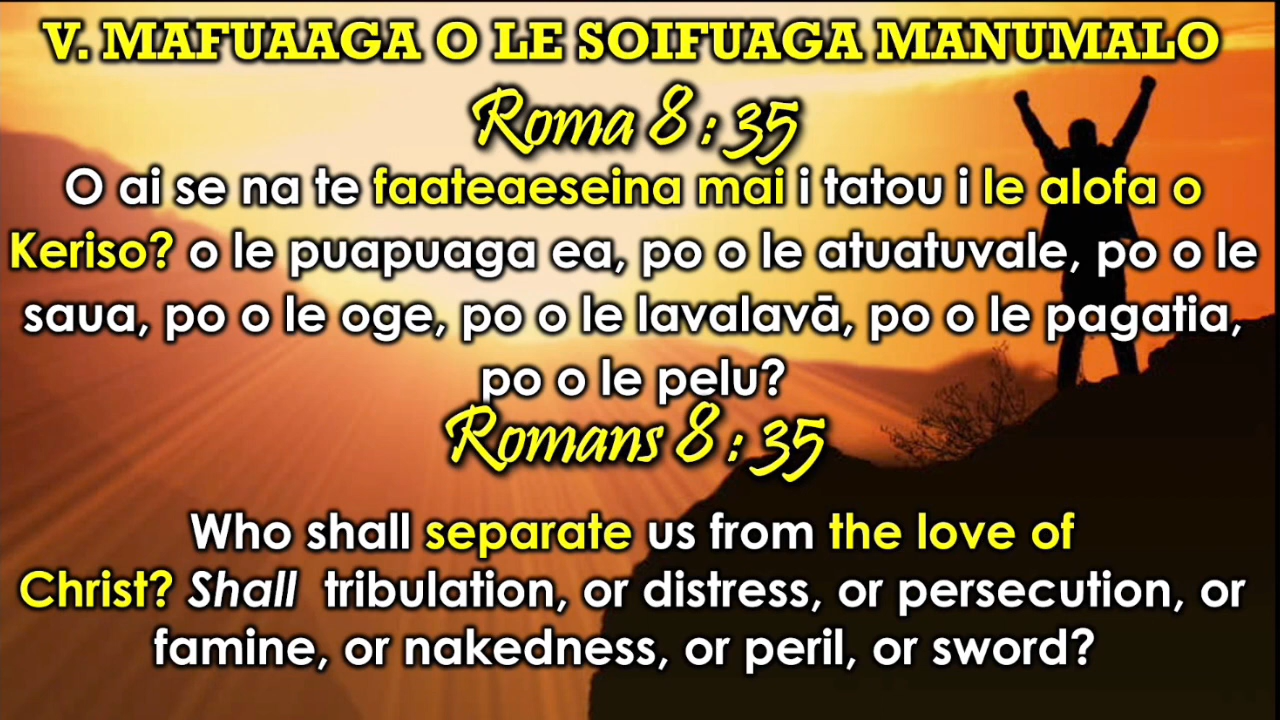 V. MAFUAAGA O LE SOIFUAGA MANUMALO
Roma 8 : 35
O ai se na te faateaeseina mai i tatou i le alofa o
Keriso? o le puapuaga ea, po o le atuatuvale, po o le
saua, po o le oge, po o le lavalavā, po o le pagatia,
po o le pelu?
Romans 8 : 35
Who shall separate us from the love of
Christ? Shall tribulation, or distress, or persecution, or
famine, or nakedness, or peril, or sword?